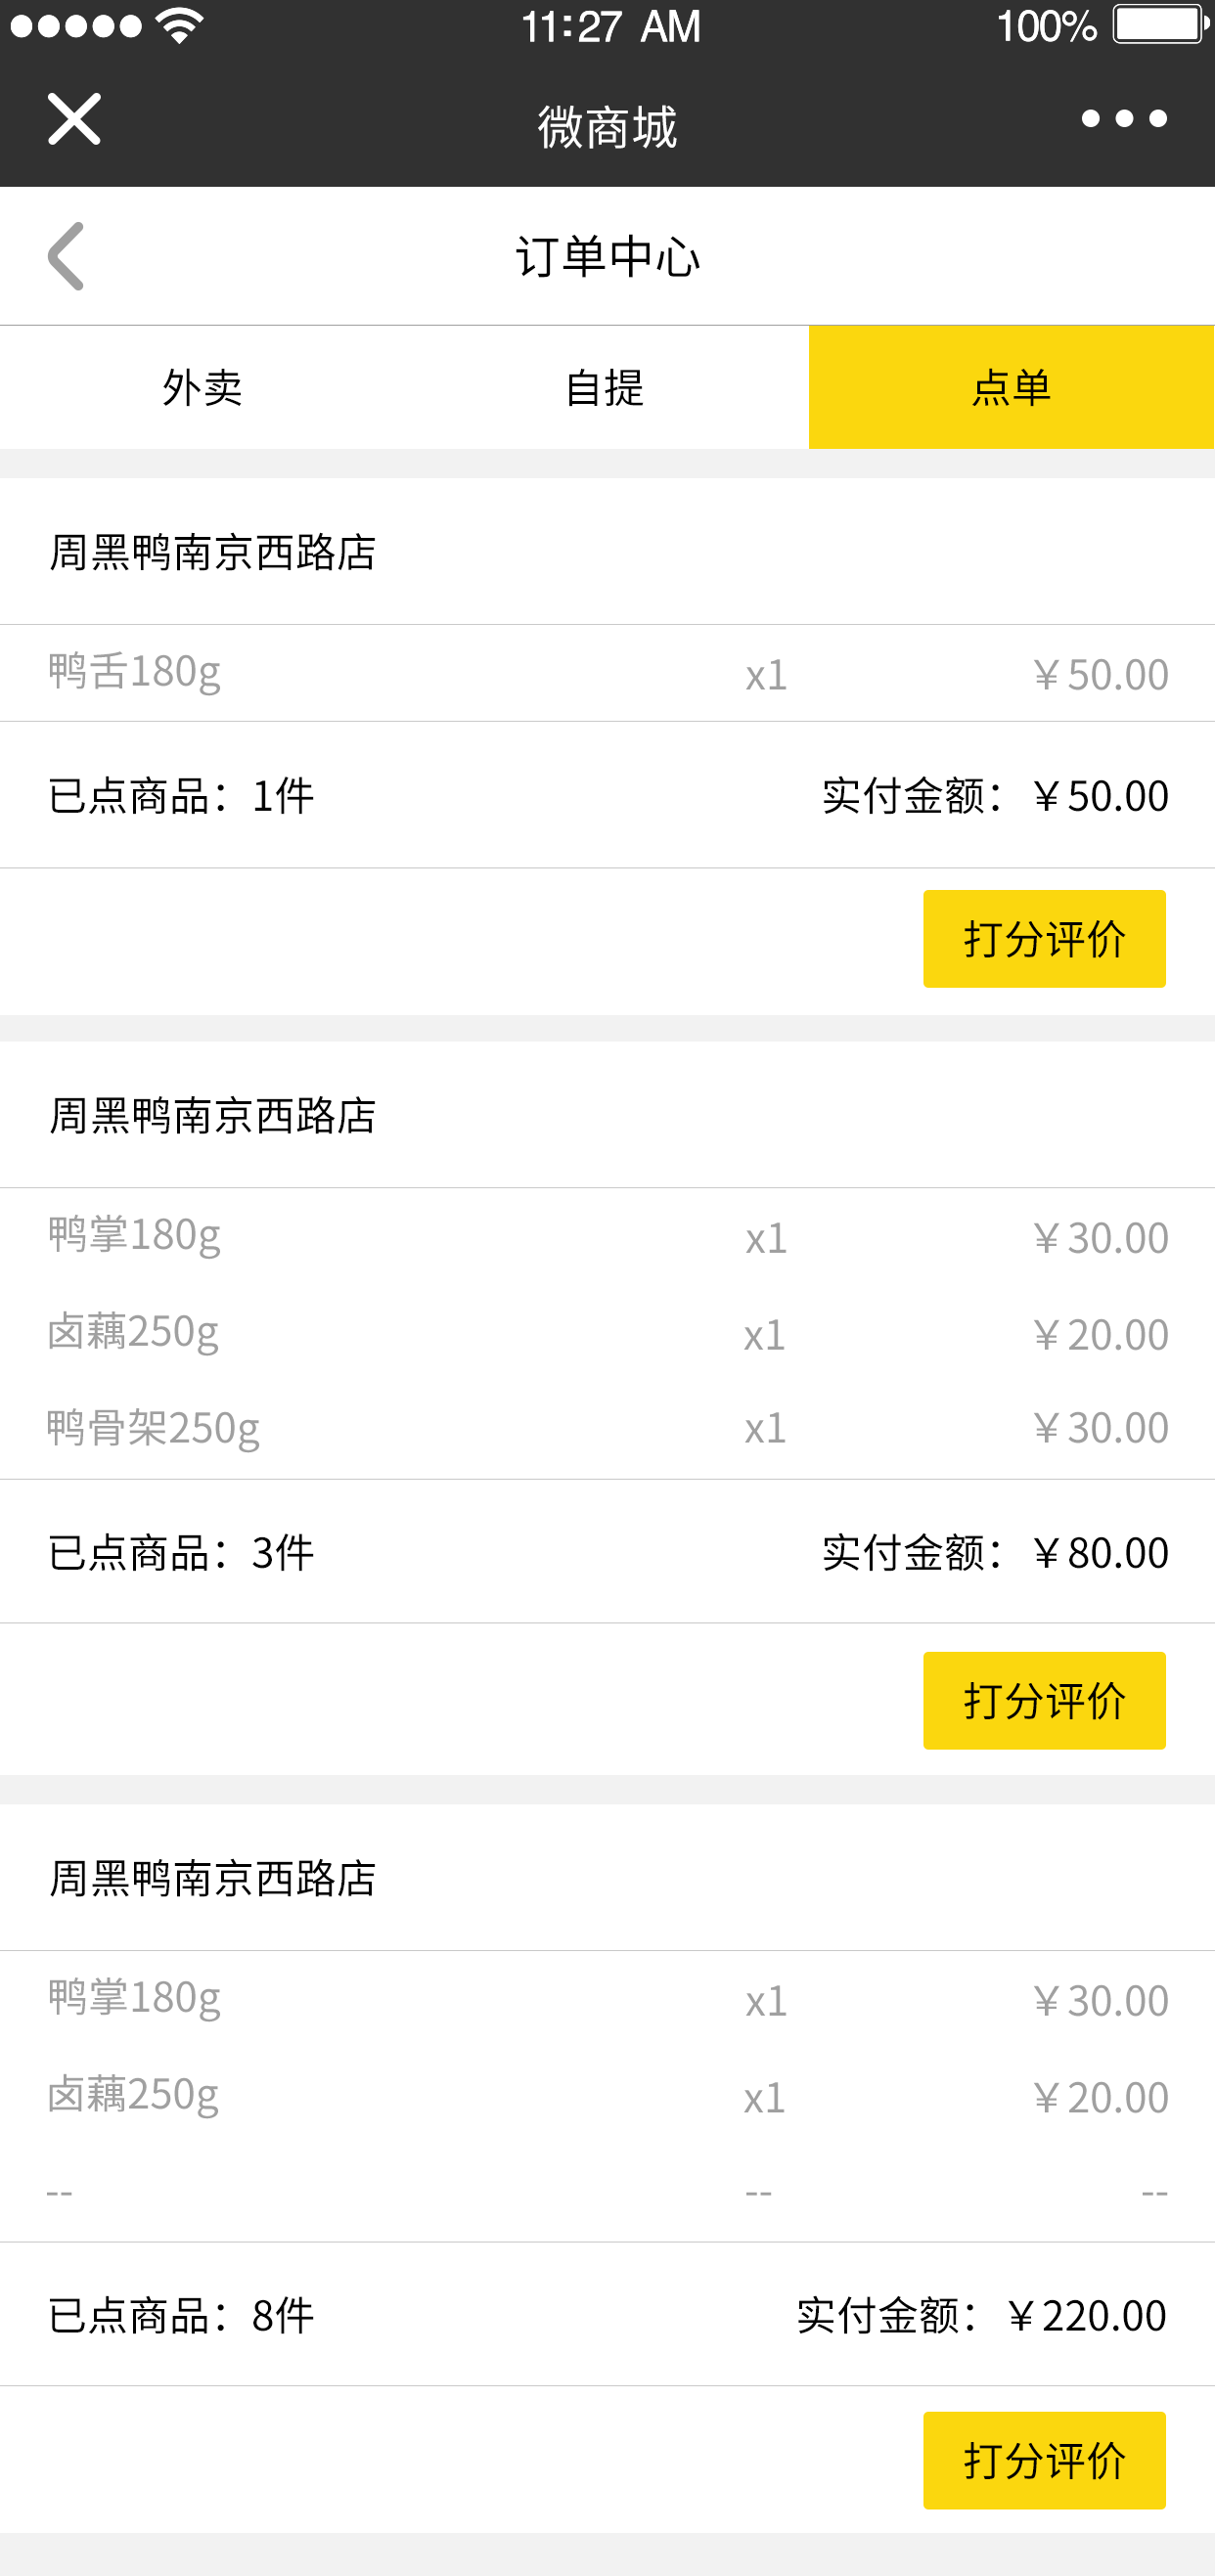 11:27 AM 100%
微商城
订单中心
外卖 自提 点单
周黑鸭南京西路店
鸭舌180g x1 ￥50.00
已点商品：1件 实付金额：￥50.00
打分评价
周黑鸭南京西路店
鸭掌180g x1 ￥30.00
卤藕250g x1 ￥20.00
鸭骨架250g x1 ￥30.00
已点商品：3件 实付金额：￥80.00
打分评价
周黑鸭南京西路店
鸭掌180g x1 ￥30.00
卤藕250g x1 ￥20.00
-- -- --
已点商品：8件 实付金额：￥220.00
打分评价